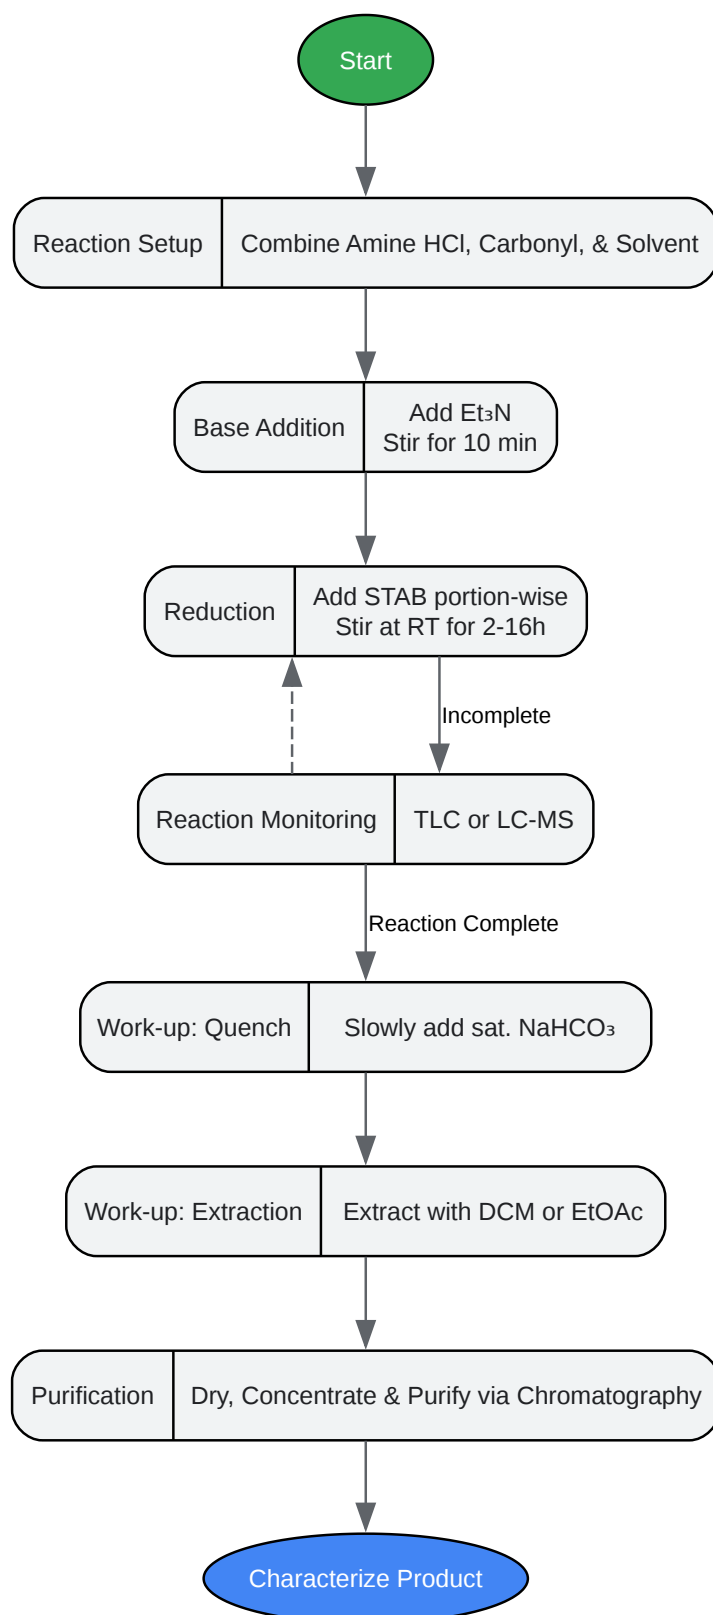 Start
Reaction Setup
Combine Amine HCl, Carbonyl, & Solvent
Base Addition
Add Et₃N
Stir for 10 min
Reduction
Add STAB portion-wise
Stir at RT for 2-16h
Incomplete
Reaction Monitoring
TLC or LC-MS
Reaction Complete
Work-up: Quench
Slowly add sat. NaHCO₃
Work-up: Extraction
Extract with DCM or EtOAc
Purification
Dry, Concentrate & Purify via Chromatography
Characterize Product